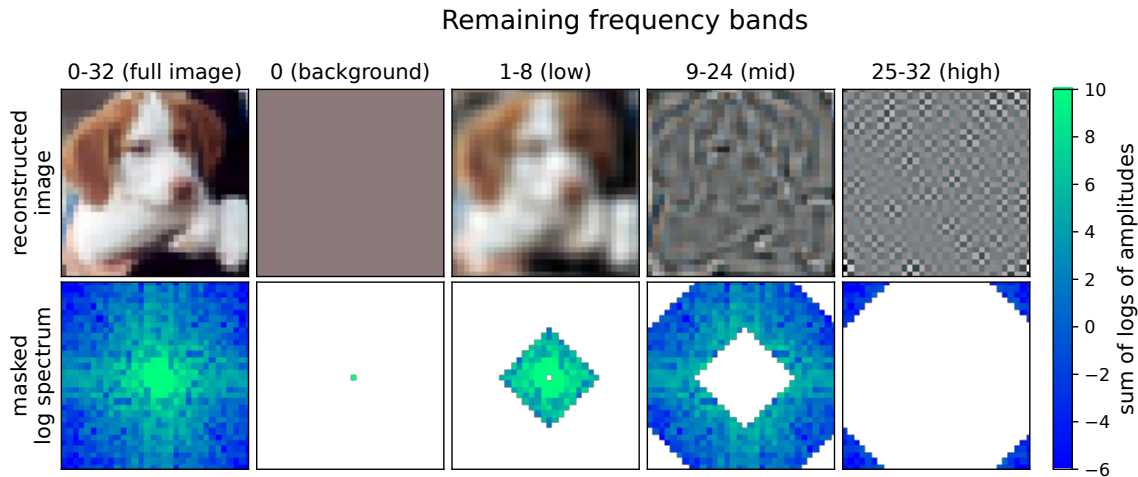 Remaining frequency bands
0-32 (full image)
0 (background)
1-8 (low)
9-24 (mid)
25-32 (high)
reconstructed
image
masked
log spectrum
10
8
6
4
2
0
−2
−4
−6
sum of logs of amplitudes